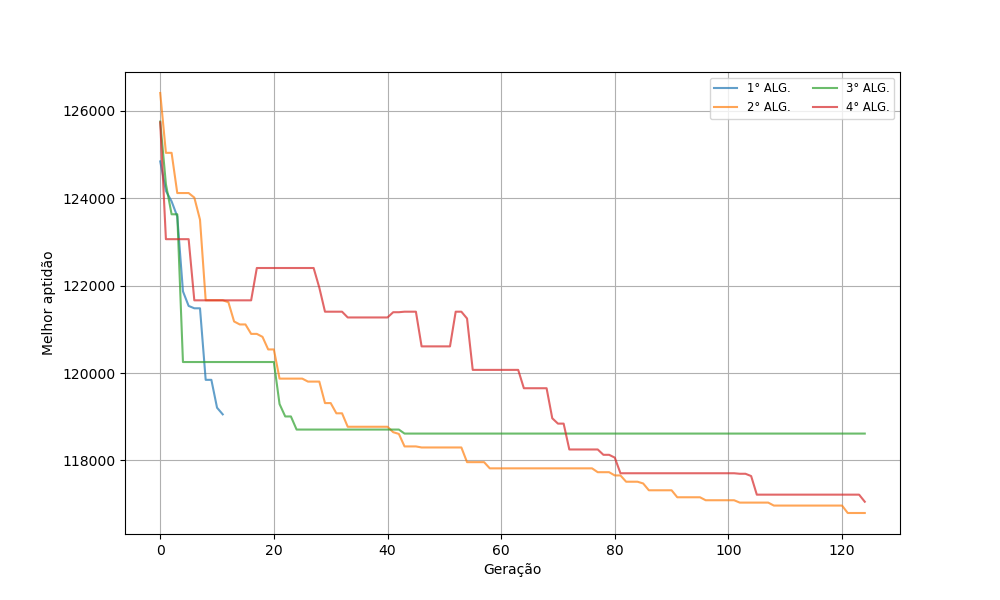 1° ALG.
2° ALG.
3° ALG.
4° ALG.
126000
124000
122000
120000
118000
Melhor aptidão
0 20 40 60 80 100 120
Geração